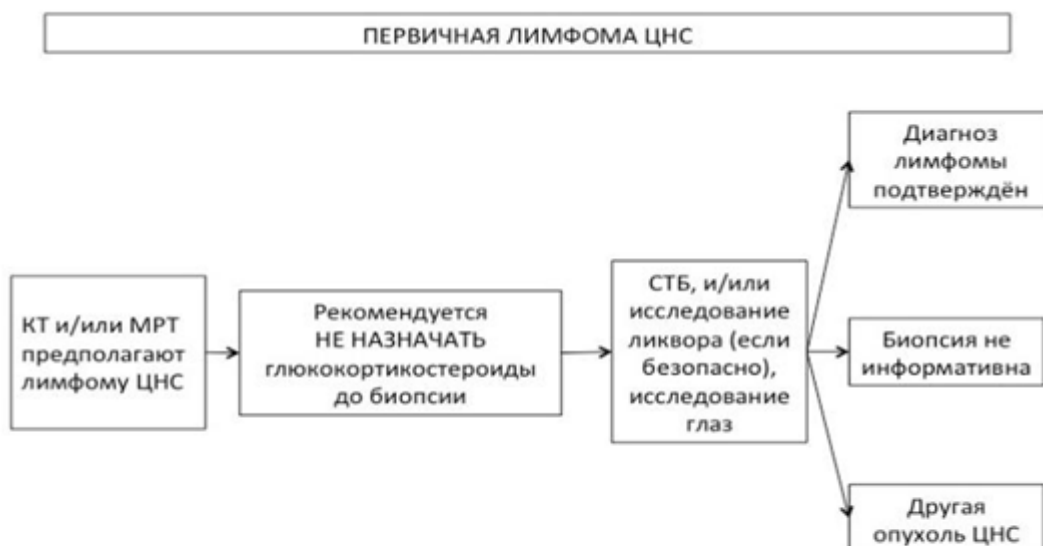 ПЕРВИЧНАЯ ЛИМФОМА ЦНС
КТ и/или МРТ
предполагают
лимфому ЦНС
Рекомендуется
НЕ НАЗНАЧАТЬ
глюкокортикостероиды
до биопсии
СТБ, и/или
исследование
ликвора (если
безопасно),
исследование
глаз
Диагноз
лимфомы
подтверждён
Биопсия не
информативна
Другая
опухоль ЦНС